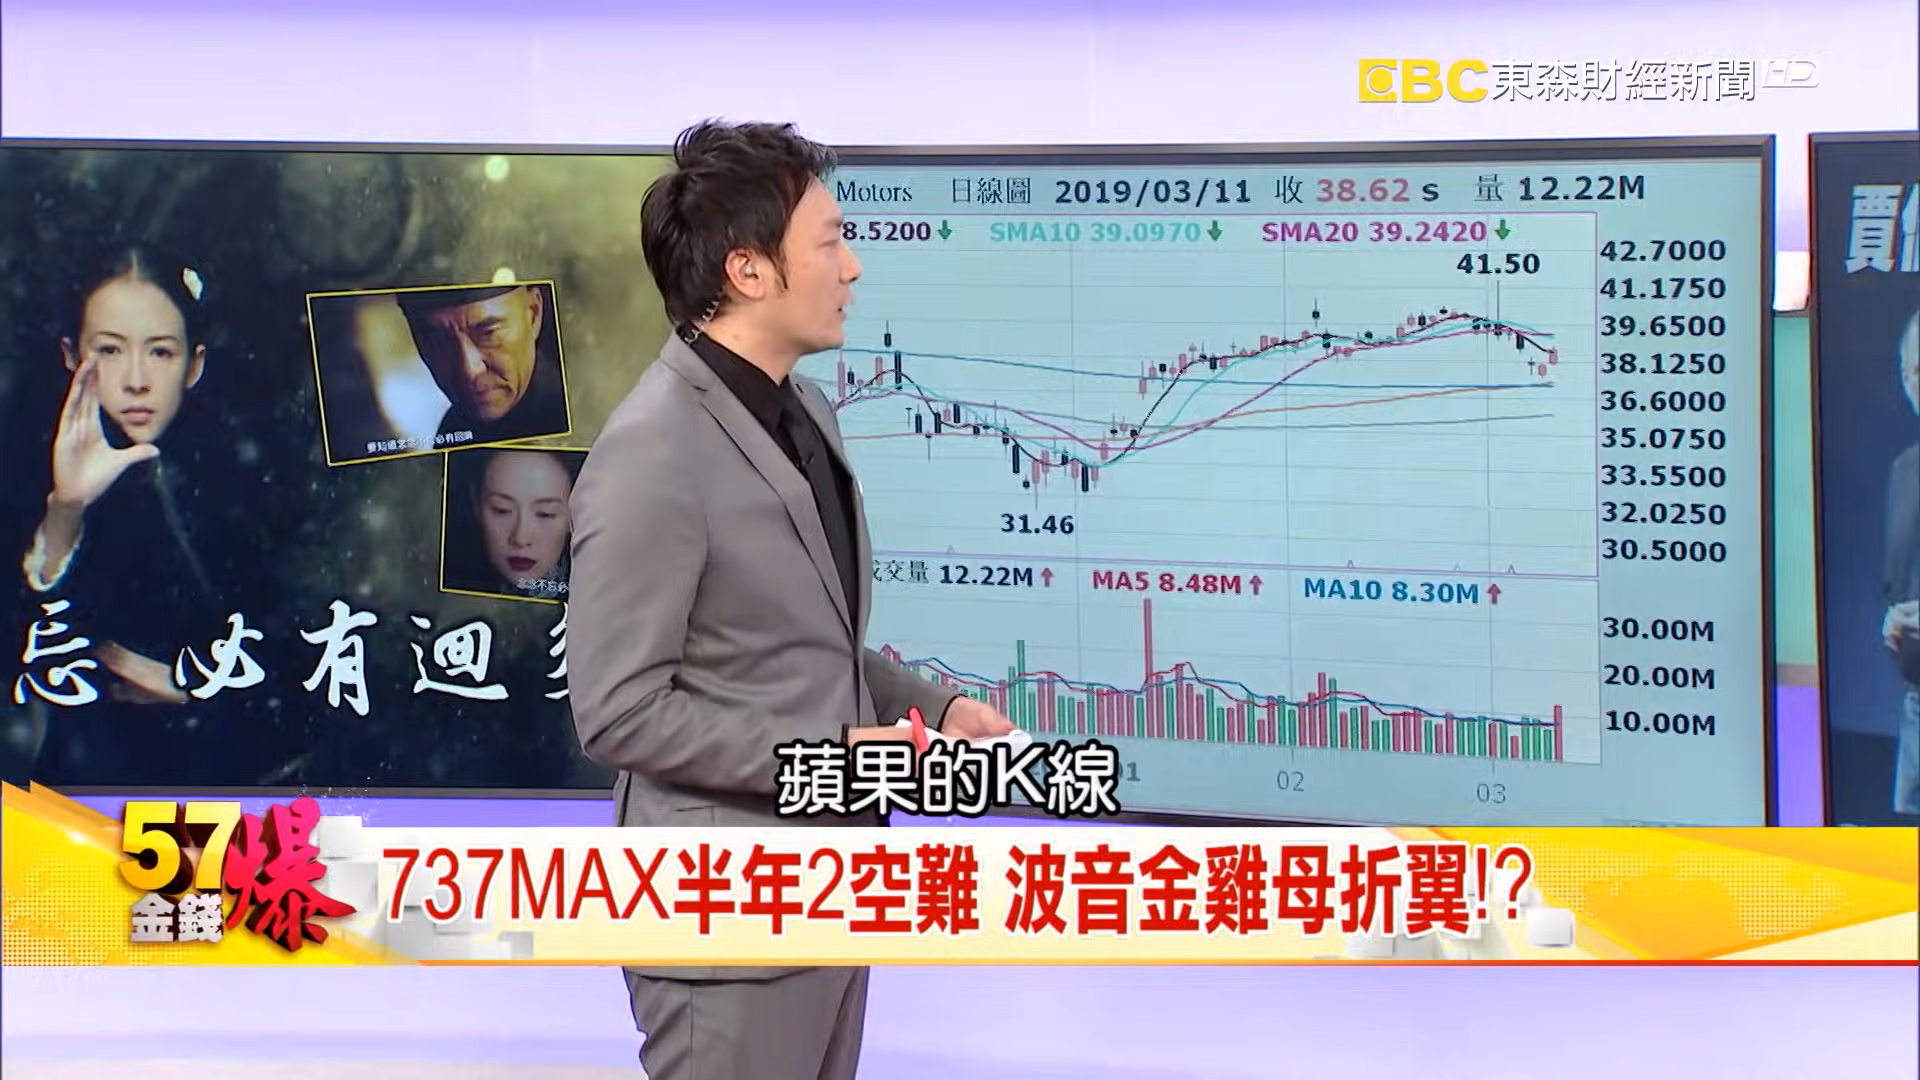 EBC東森財經新聞HD
Motors 日線圖 2019/03/11 收 38.62 s 量 12.22M
8.5200↓ SMA10 39.0970↓ SMA20 39.2420↓
41.50
42.7000
41.1750
39.6500
38.1250
36.6000
35.0750
33.5500
32.0250
30.5000
31.46
成交量 12.22M↑ MA5 8.48M↑ MA10 8.30M↑
30.00M
20.00M
10.00M
01 02 03
忘 必有迴
蘋果的K線
57金錢爆
737MAX半年2空難 波音金雞母折翼!?